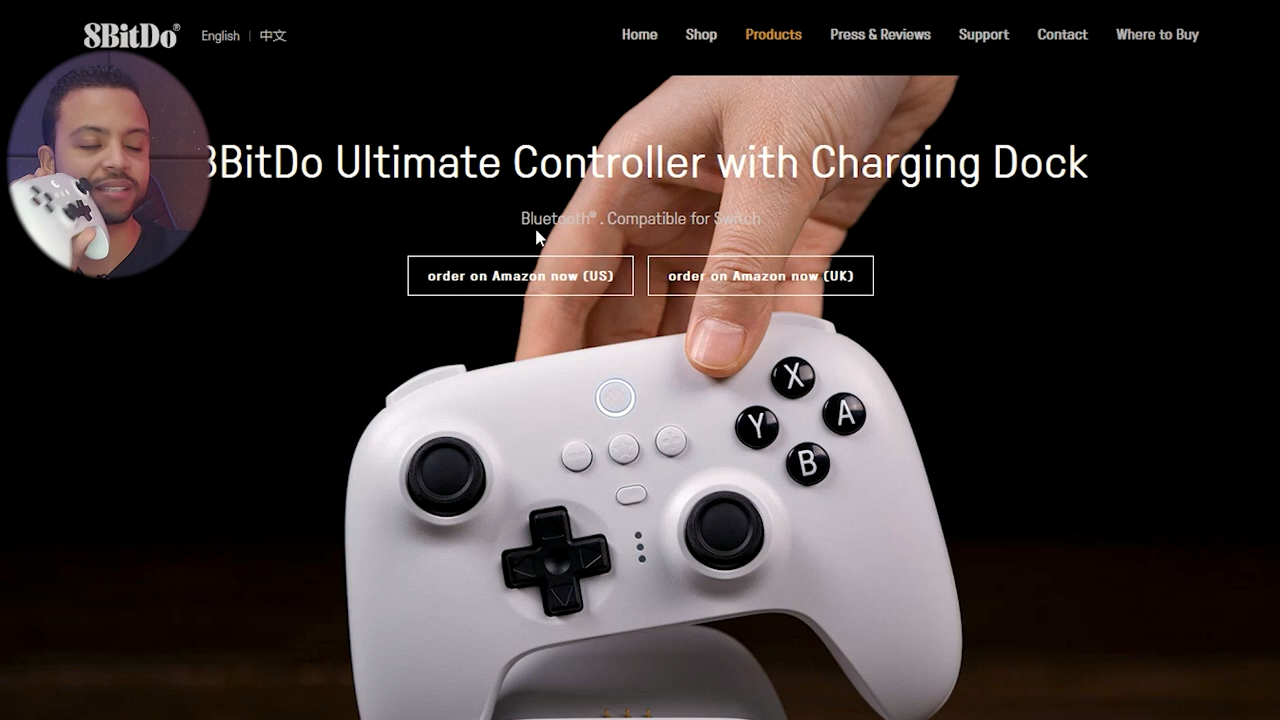 8BitDo®
English | 中文
Home Shop Products Press & Reviews Support Contact Where to Buy
8BitDo Ultimate Controller with Charging Dock
Bluetooth® . Compatible for Switch
order on Amazon now (US) order on Amazon now (UK)
X
Y A
B